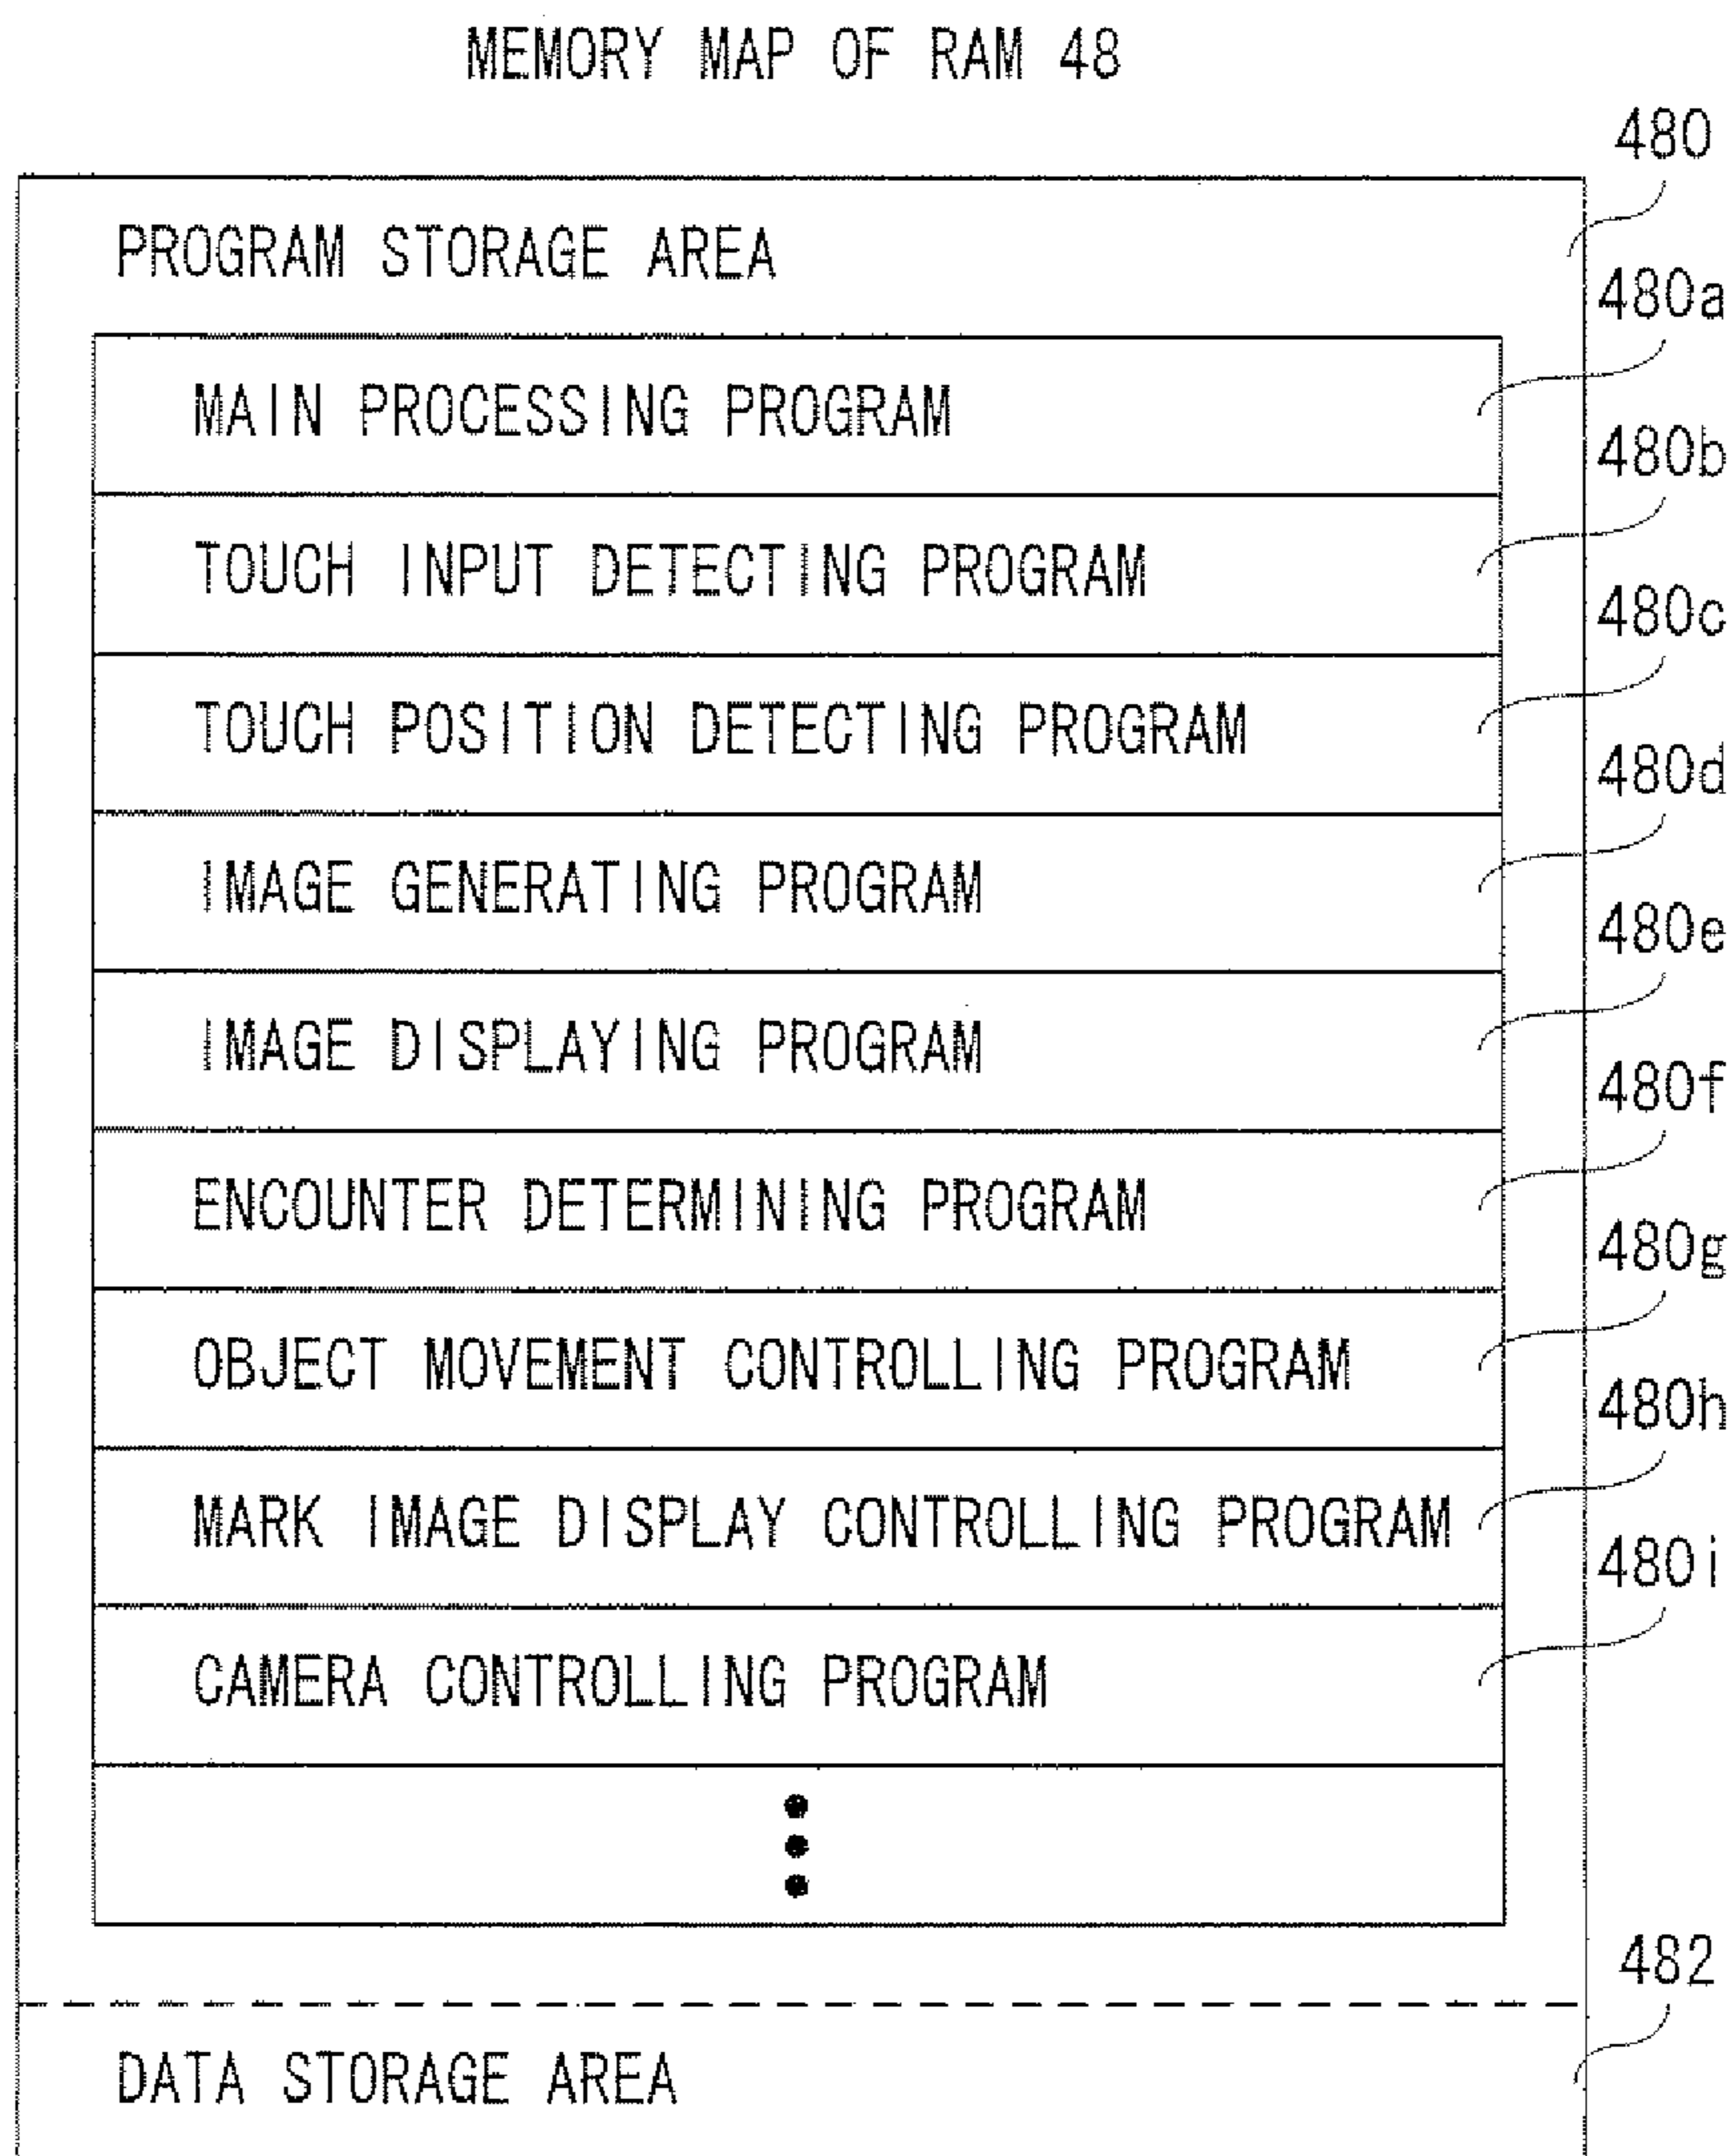 MEMORY MAP OF RAM 48
480
PROGRAM STORAGE AREA
480a
MAIN PROCESSING PROGRAM
480b
TOUCH INPUT DETECTING PROGRAM
480c
TOUCH POSITION DETECTING PROGRAM
480d
IMAGE GENERATING PROGRAM
480e
IMAGE DISPLAYING PROGRAM
480f
ENCOUNTER DETERMINING PROGRAM
480g
OBJECT MOVEMENT CONTROLLING PROGRAM
480h
MARK IMAGE DISPLAY CONTROLLING PROGRAM
480i
CAMERA CONTROLLING PROGRAM
482
DATA STORAGE AREA